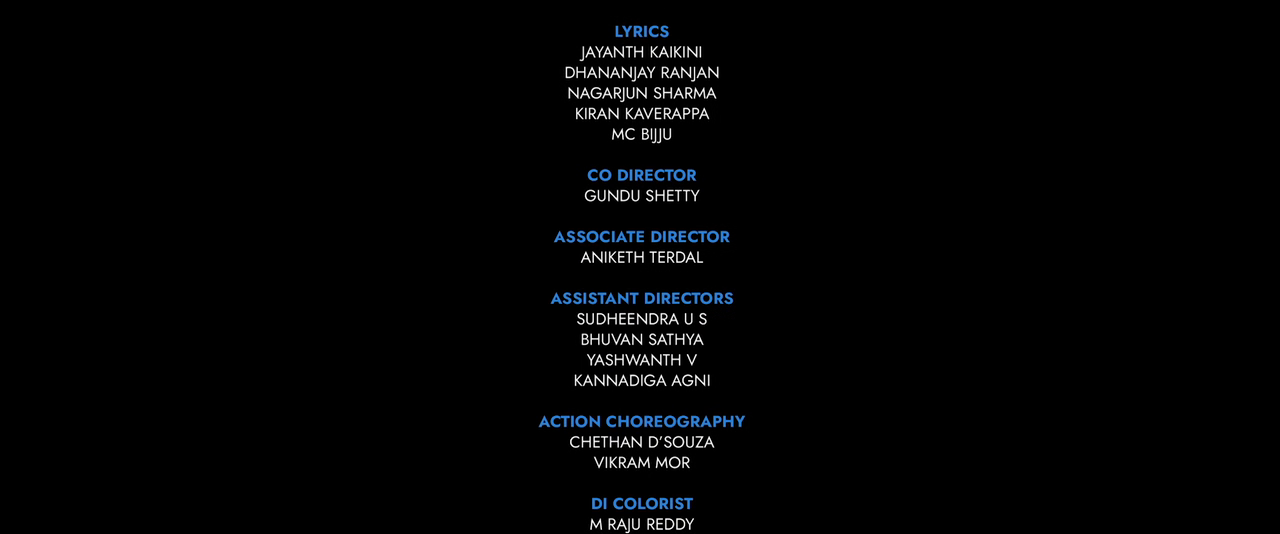 LYRICS
JAYANTH KAIKINI
DHANANJAY RANJAN
NAGARJUN SHARMA
KIRAN KAVERAPPA
MC BIJJU
CO DIRECTOR
GUNDU SHETTY
ASSOCIATE DIRECTOR
ANIKETH TERDAL
ASSISTANT DIRECTORS
SUDHEENDRA U S
BHUVAN SATHYA
YASHWANTH V
KANNADIGA AGNI
ACTION CHOREOGRAPHY
CHETHAN D'SOUZA
VIKRAM MOR
DI COLORIST
M RAJU REDDY